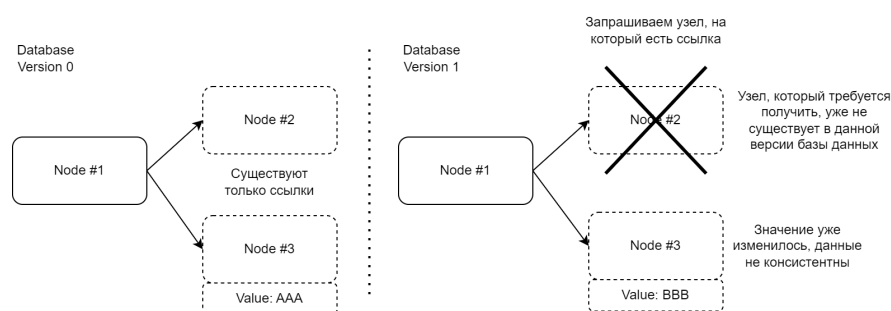 Database
Version 0
Node #1
Node #2
Существуют
только ссылки
Node #3
Value: AAA
Database
Version 1
Запрашиваем узел, на
который есть ссылка
Node #1
Node #2
Узел, который требуется
получить, уже не
существует в данной
версии базы данных
Node #3
Value: BBB
Значение уже
изменилось, данные
не консистентны